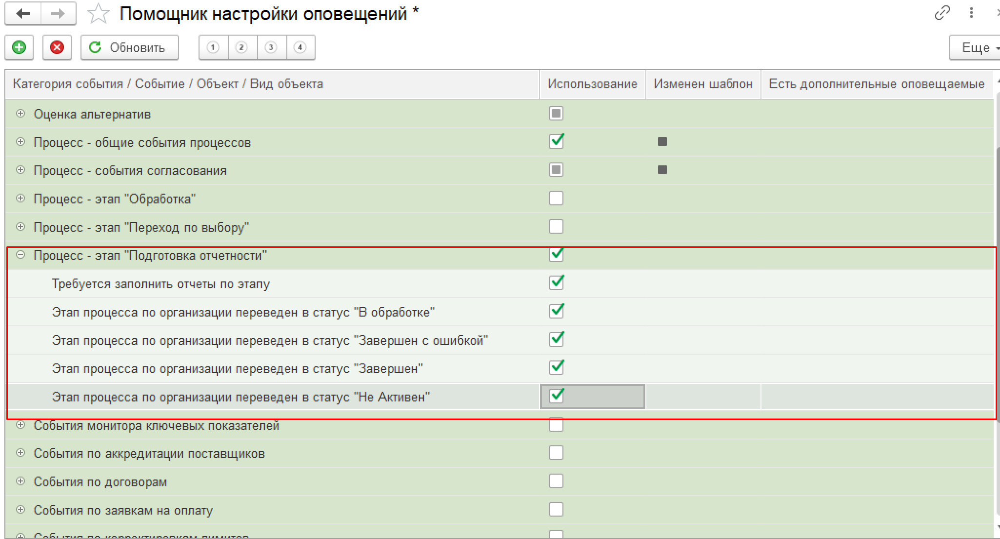 Помощник настройки оповещений *
Обновить 1 2 3 4 Еще
Категория события / Событие / Объект / Вид объекта Использование Изменен шаблон Есть дополнительные оповещаемые
Оценка альтернатив
Процесс - общие события процессов
Процесс - события согласования
Процесс - этап "Обработка"
Процесс - этап "Переход по выбору"
Процесс - этап "Подготовка отчетности"
Требуется заполнить отчеты по этапу
Этап процесса по организации переведен в статус "В обработке"
Этап процесса по организации переведен в статус "Завершен с ошибкой"
Этап процесса по организации переведен в статус "Завершен"
Этап процесса по организации переведен в статус "Не Активен"
События монитора ключевых показателей
События по аккредитации поставщиков
События по договорам
События по заявкам на оплату
События по корректировкам лимитов